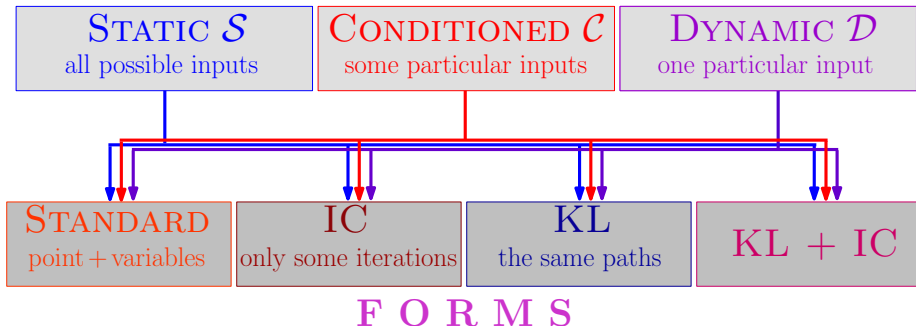 STATIC 𝒮
all possible inputs
CONDITIONED 𝒞
some particular inputs
DYNAMIC 𝒟
one particular input
STANDARD
point + variables
IC
only some iterations
KL
the same paths
KL + IC
F O R M S